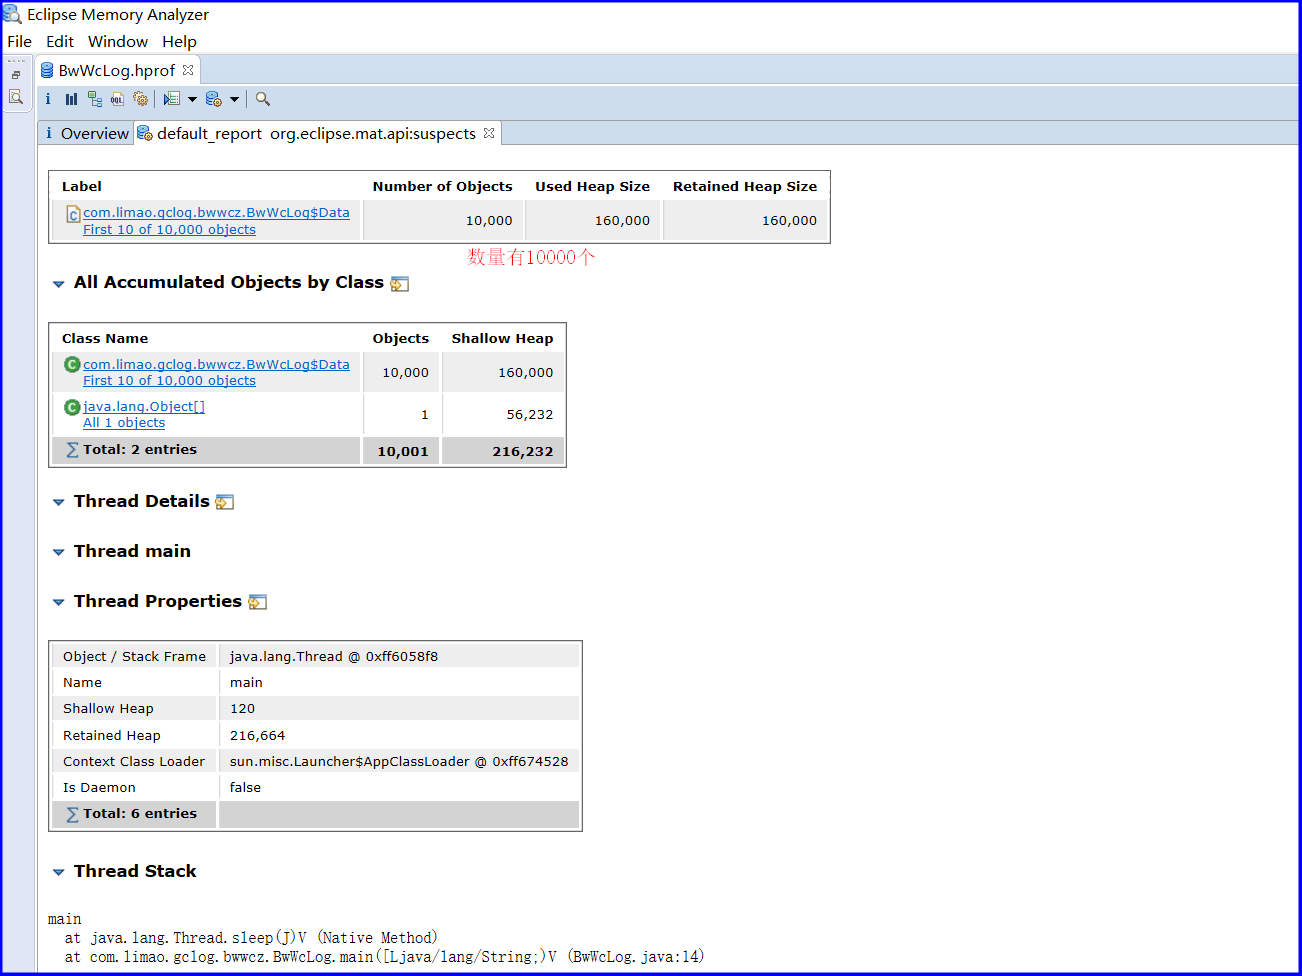 Eclipse Memory Analyzer
File Edit Window Help
BwWcLog.hprof
Overview default_report org.eclipse.mat.api:suspects
Label Number of Objects Used Heap Size Retained Heap Size
com.limao.gclog.bwwcz.BwWcLog$Data
First 10 of 10,000 objects 10,000 160,000 160,000
数量有10000个
All Accumulated Objects by Class
Class Name Objects Shallow Heap
com.limao.gclog.bwwcz.BwWcLog$Data
First 10 of 10,000 objects 10,000 160,000
java.lang.Object[]
All 1 objects 1 56,232
Total: 2 entries 10,001 216,232
Thread Details
Thread main
Thread Properties
Object / Stack Frame java.lang.Thread @ 0xff6058f8
Name main
Shallow Heap 120
Retained Heap 216,664
Context Class Loader sun.misc.Launcher$AppClassLoader @ 0xff674528
Is Daemon false
Total: 6 entries
Thread Stack
main
at java.lang.Thread.sleep(J)V (Native Method)
at com.limao.gclog.bwwcz.BwWcLog.main([Ljava/lang/String;)V (BwWcLog.java:14)